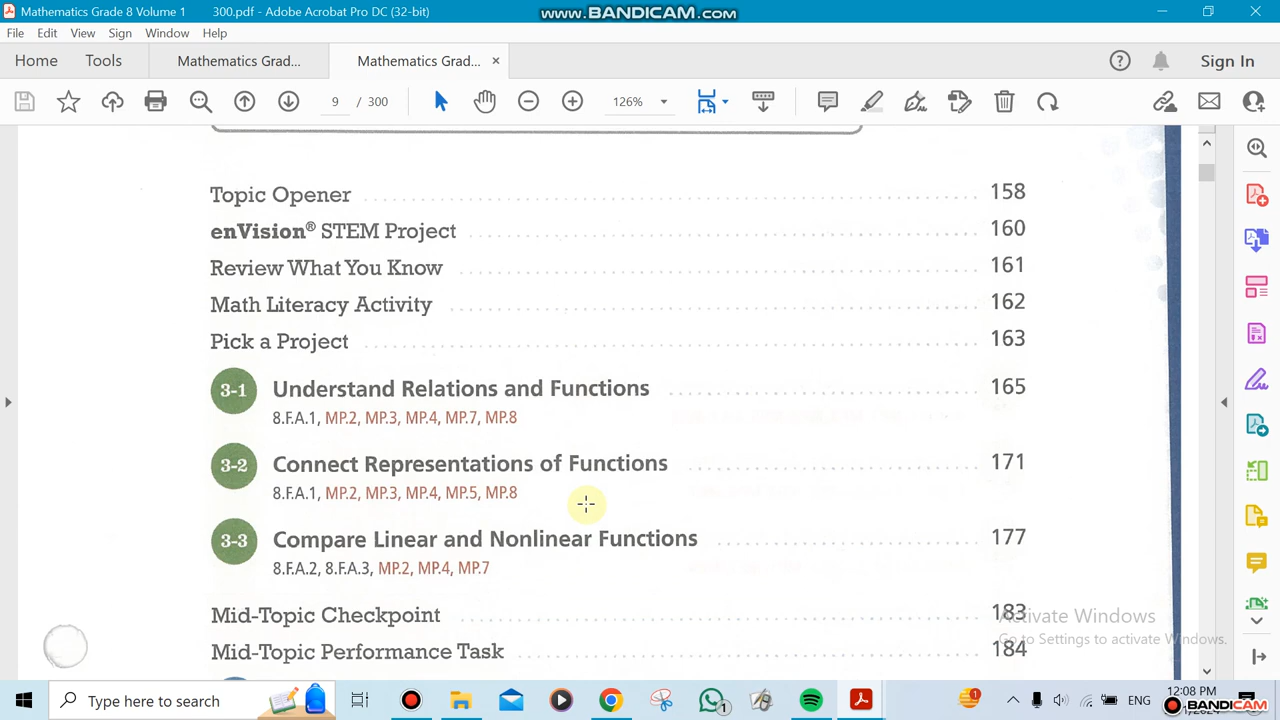 Mathematics Grade 8 Volume 1 300.pdf - Adobe Acrobat Pro DC (32-bit)
www.BANDICAM.com
File Edit View Sign Window Help
Home Tools Mathematics Grad... Mathematics Grad... × Sign In
9 / 300 126%
Topic Opener 158
enVision® STEM Project 160
Review What You Know 161
Math Literacy Activity 162
Pick a Project 163
3-1 Understand Relations and Functions 165
8.F.A.1, MP.2, MP.3, MP.4, MP.7, MP.8
3-2 Connect Representations of Functions 171
8.F.A.1, MP.2, MP.3, MP.4, MP.5, MP.8
3-3 Compare Linear and Nonlinear Functions 177
8.F.A.2, 8.F.A.3, MP.2, MP.4, MP.7
Mid-Topic Checkpoint 183
Activate Windows
Go to Settings to activate Windows.
Mid-Topic Performance Task 184
Type here to search 1 1 ENG 12:08 PM
BANDICAM